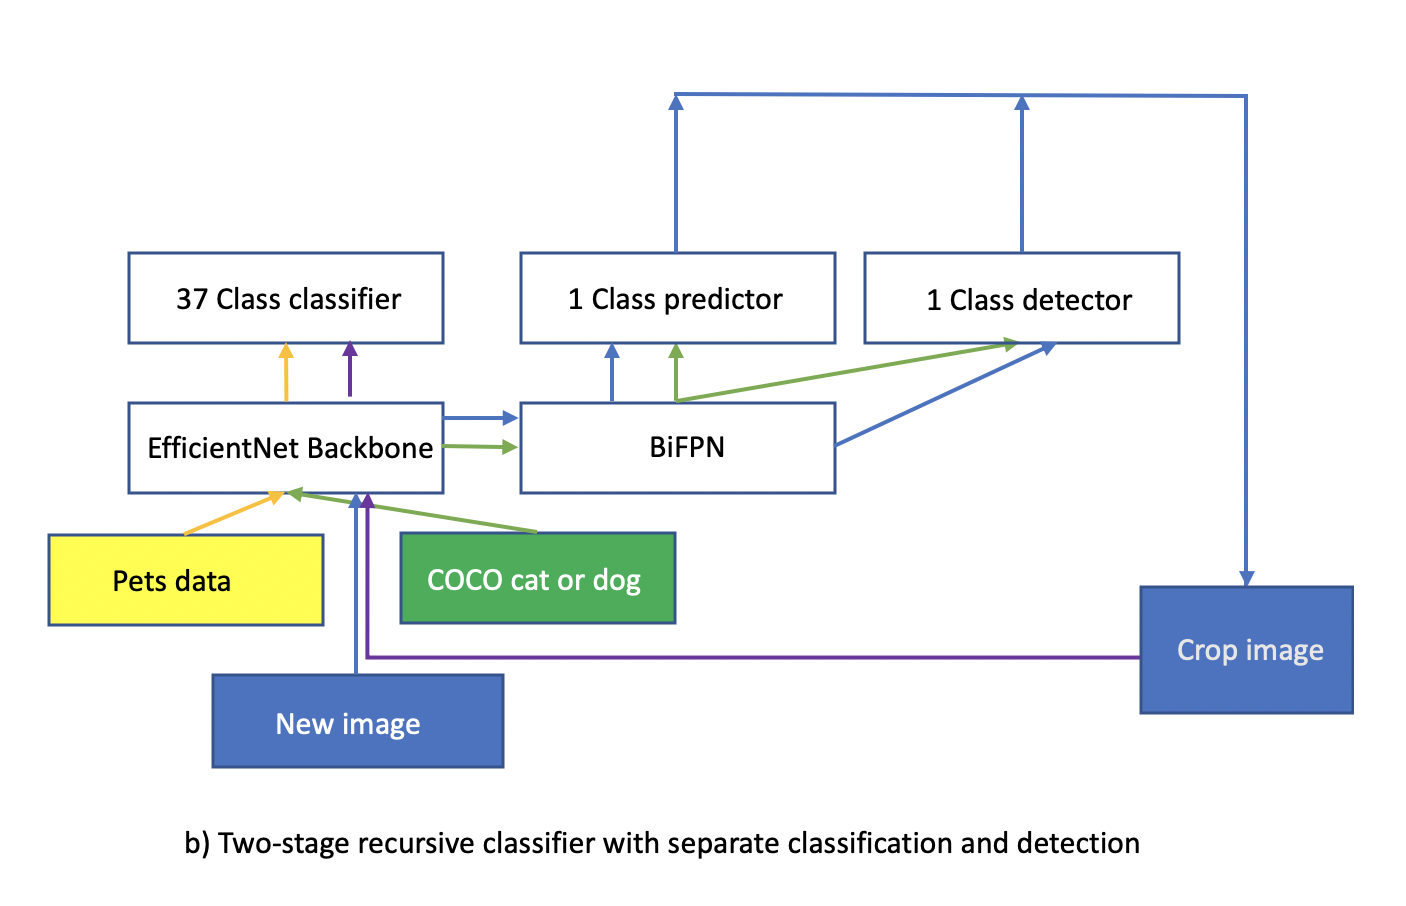 37 Class classifier
1 Class predictor
1 Class detector
EfficientNet Backbone
BiFPN
Pets data
COCO cat or dog
Crop image
New image
b) Two-stage recursive classifier with separate classification and detection